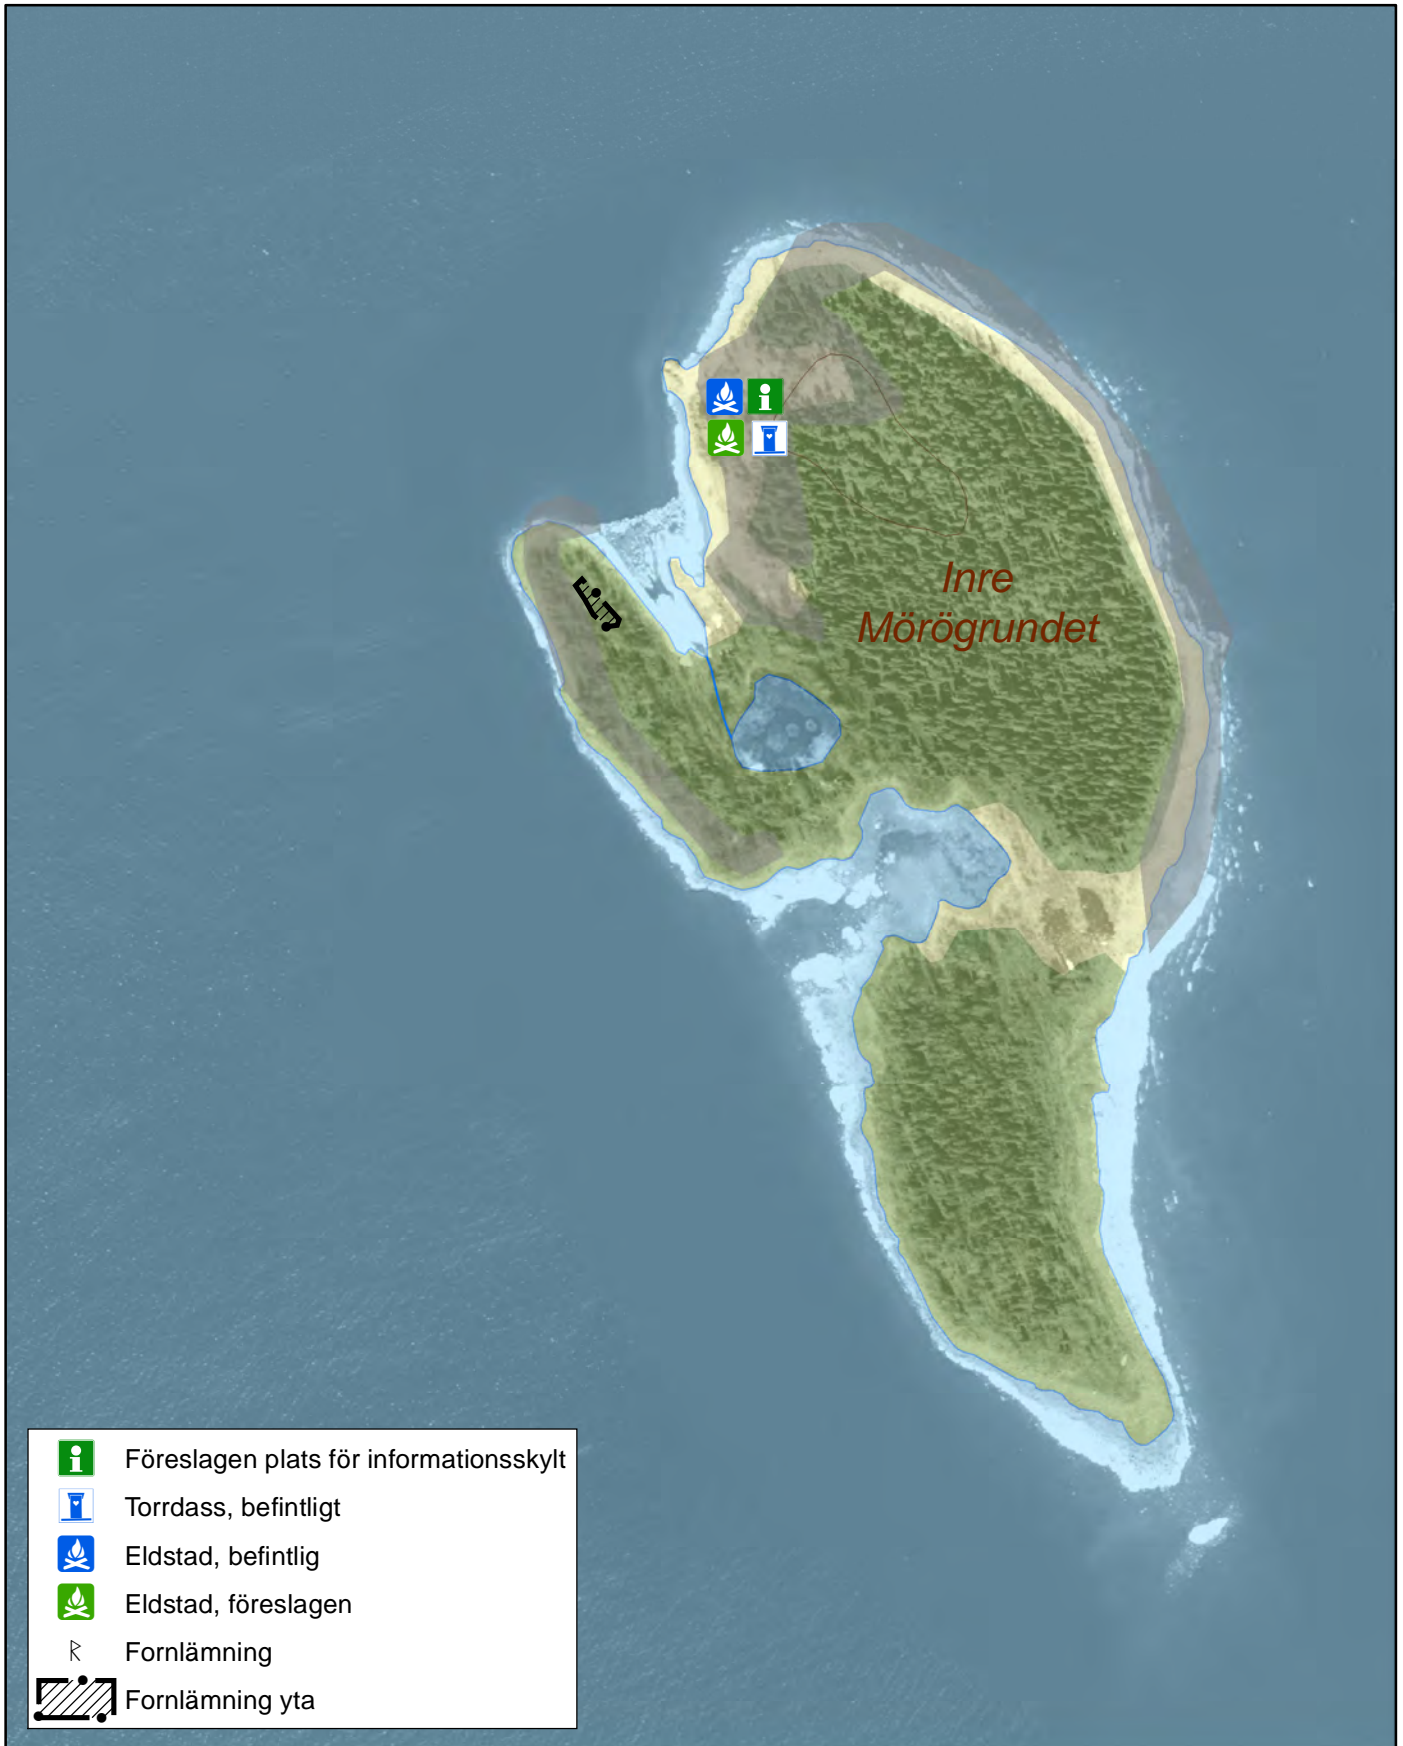 Inre
Mörögrundet
Föreslagen plats för informationsskylt
Torrdass, befintligt
Eldstad, befintlig
Eldstad, föreslagen
ᚱ Fornlämning
Fornlämning yta